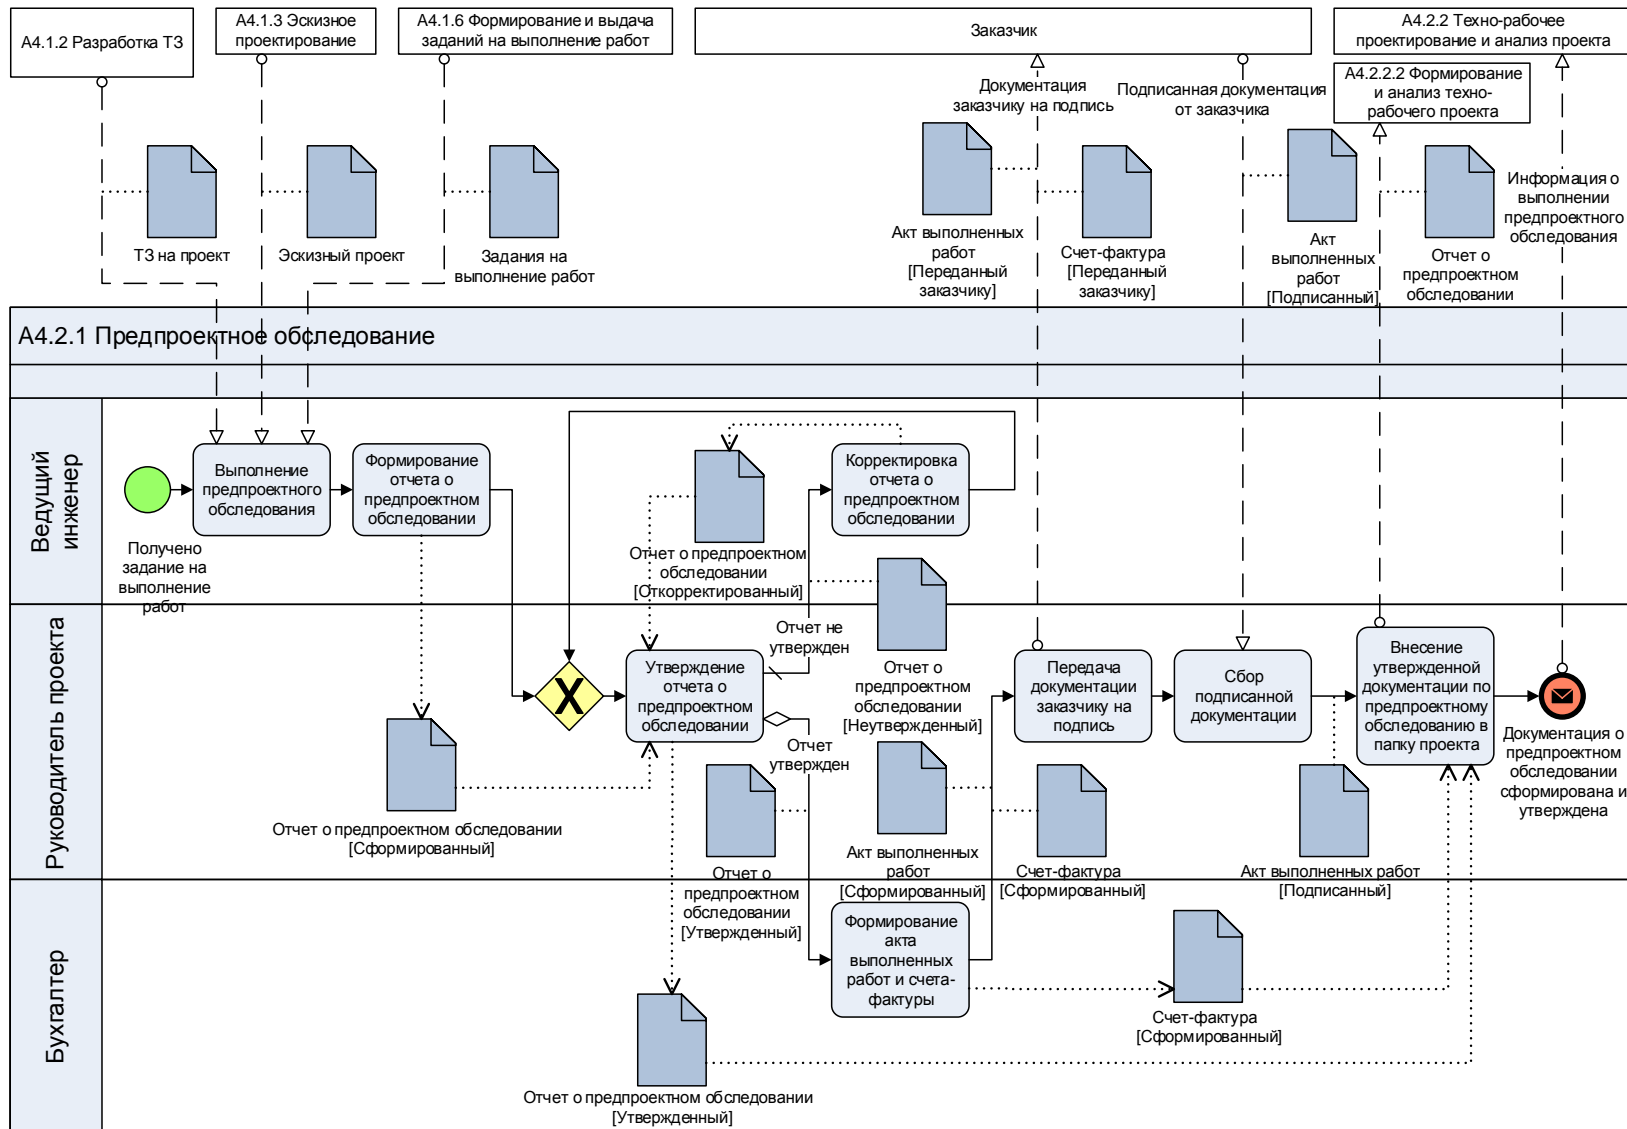 А4.1.2 Разработка ТЗ
А4.1.3 Эскизное
проектирование
А4.1.6 Формирование и выдача
заданий на выполнение работ
Заказчик
А4.2.2 Техно-рабочее
проектирование и анализ проекта
А4.2.2.2 Формирование
и анализ техно-
рабочего проекта
Документация
заказчику на подпись
Подписанная документация
от заказчика
ТЗ на проект
Эскизный проект
Задания на
выполнение работ
Акт выполненных
работ
[Переданный
заказчику]
Счет-фактура
[Переданный
заказчику]
Акт
выполненных
работ
[Подписанный]
Отчет о
предпроектном
обследовании
Информация о
выполнении
предпроектного
обследования
А4.2.1 Предпроектное обследование
Ведущий
инженер
Получено
задание на
выполнение
работ
Выполнение
предпроектного
обследования
Формирование
отчета о
предпроектном
обследовании
Отчет о предпроектном
обследовании
[Откорректированный]
Корректировка
отчета о
предпроектном
обследовании
Руководитель проекта
Отчет о предпроектном обследовании
[Сформированный]
Утверждение
отчета о
предпроектном
обследовании
Отчет не
утвержден
Отчет
утвержден
Отчет о
предпроектном
обследовании
[Неутвержденный]
Отчет о
предпроектном
обследовании
[Утвержденный]
Акт выполненных
работ
[Сформированный]
Счет-фактура
[Сформированный]
Передача
документации
заказчику на
подпись
Сбор
подписанной
документации
Акт выполненных работ
[Подписанный]
Внесение
утвержденной
документации по
предпроектному
обследованию в
папку проекта
Документация о
предпроектном
обследовании
сформирована и
утверждена
Бухгалтер
Формирование
акта
выполненных
работ и счета-
фактуры
Счет-фактура
[Сформированный]
Отчет о предпроектном обследовании
[Утвержденный]